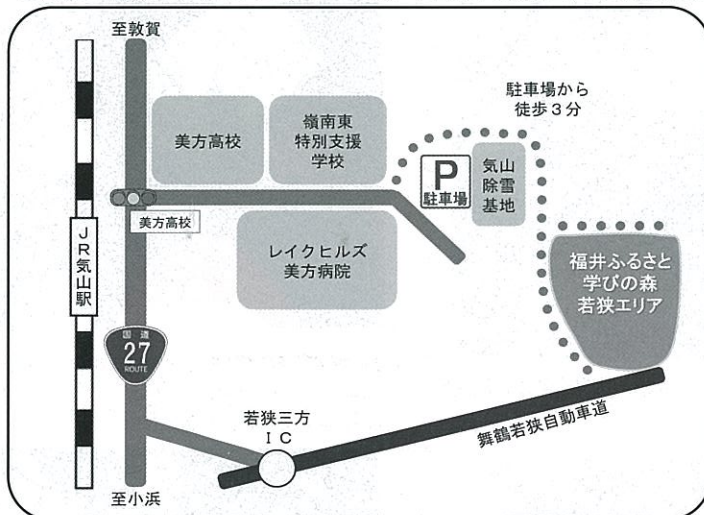 至敦賀
駐車場から
徒歩3分
美方高校
嶺南東
特別支援
学校
P
駐車場
気山
除雪
基地
美方高校
JR気山駅
レイクヒルズ
美方病院
福井ふるさと
学びの森
若狭エリア
国道
27
ROUTE
若狭三方
IC
舞鶴若狭自動車道
至小浜